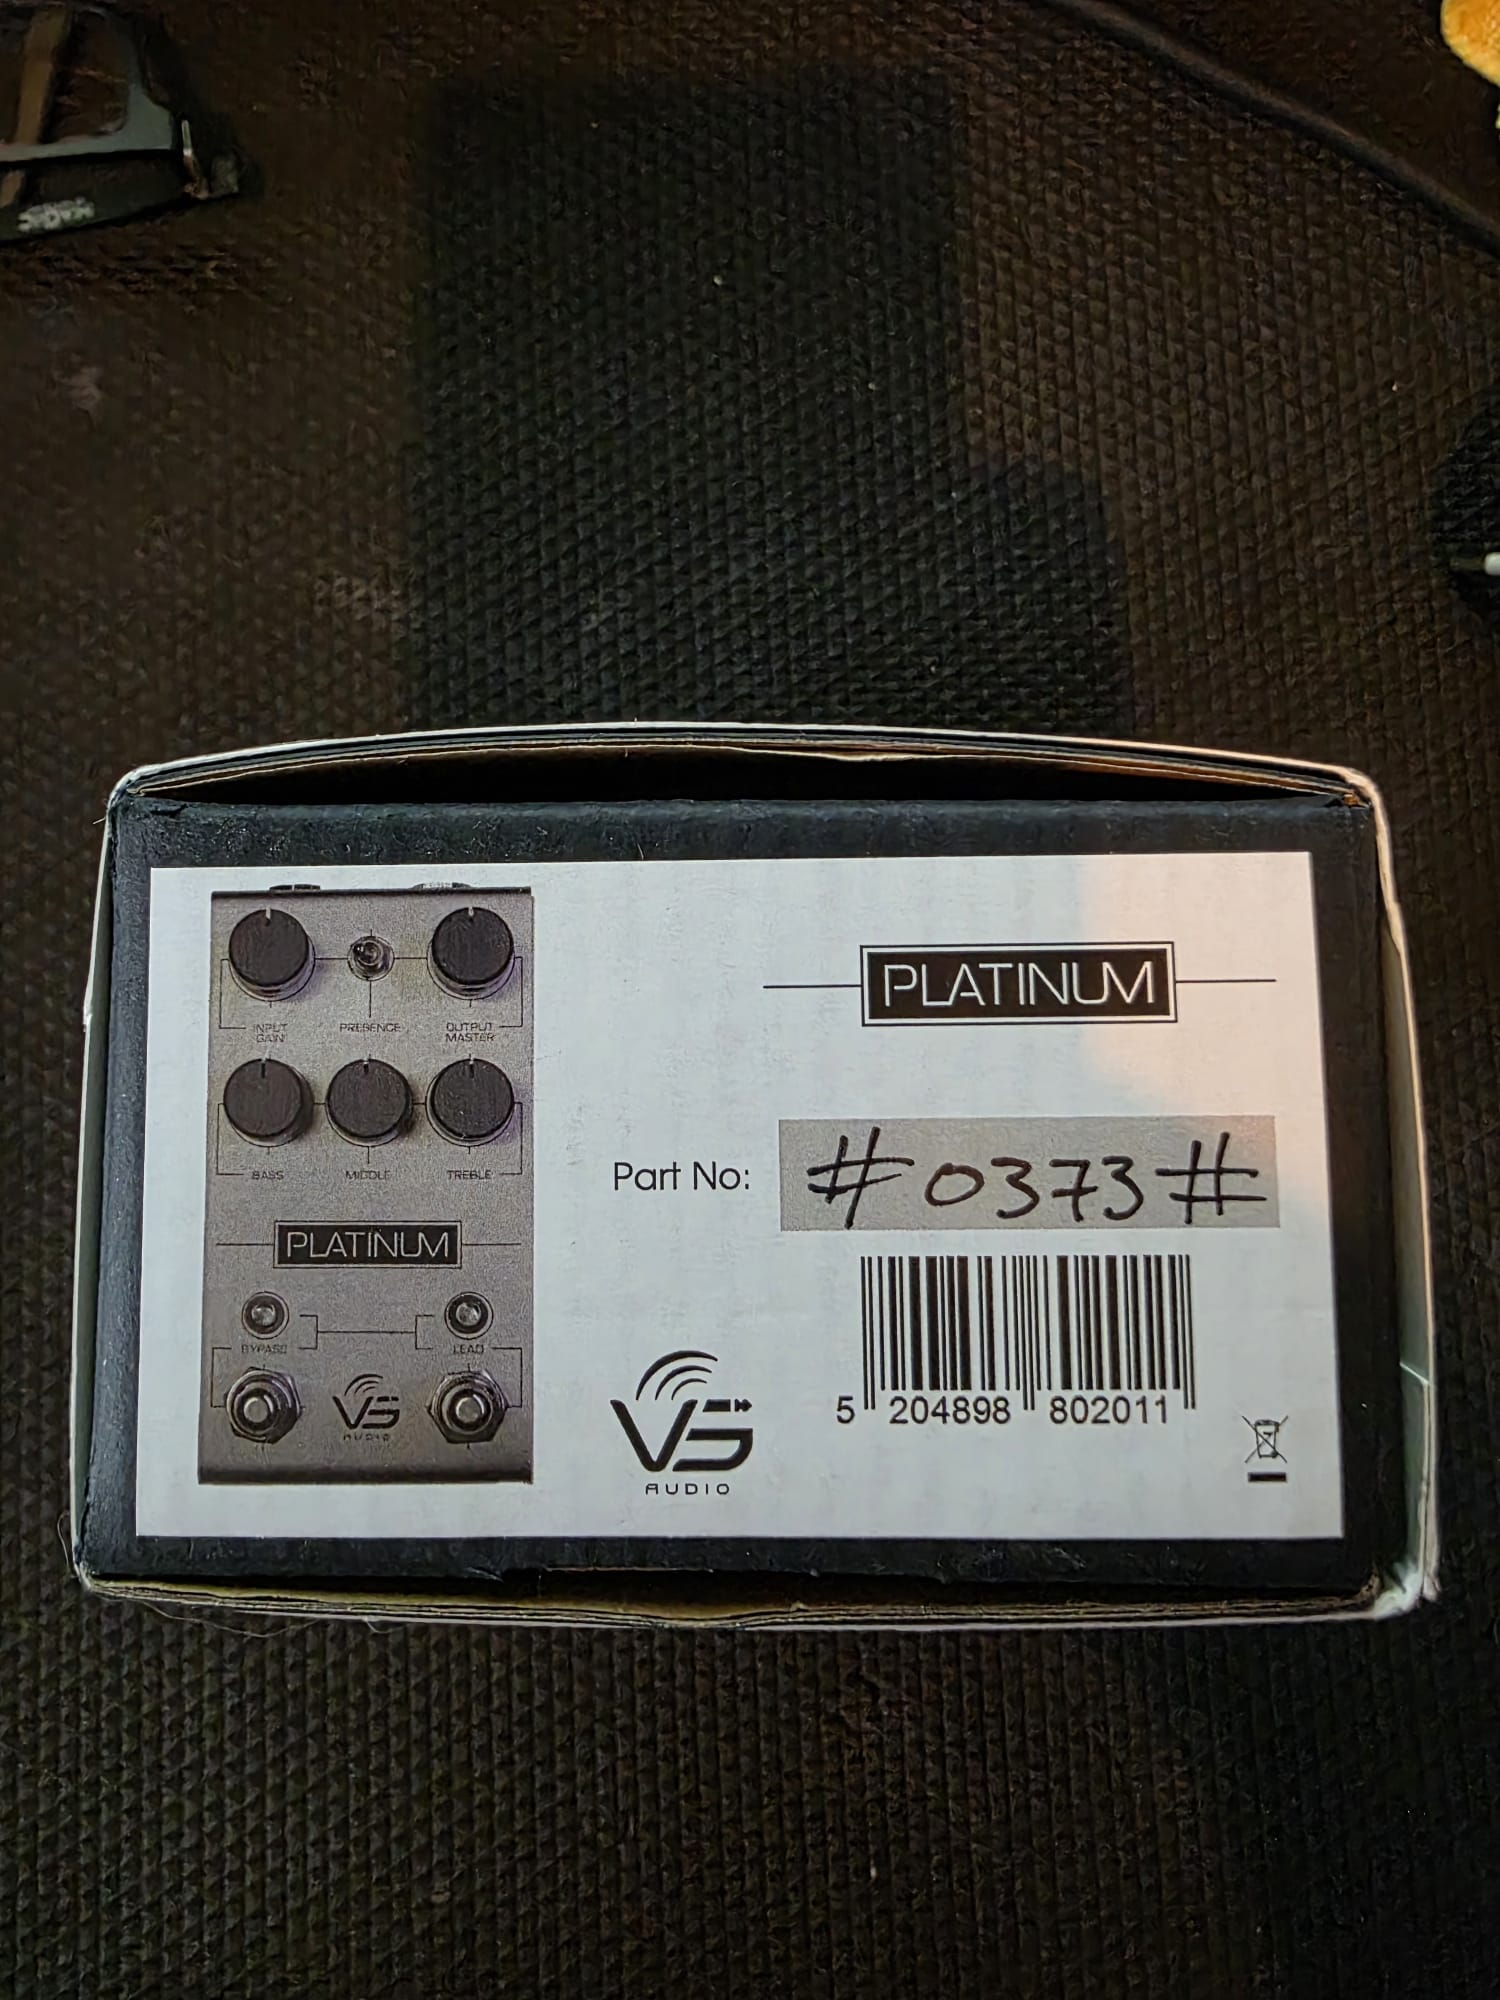 INPUT
GAIN
PRESENCE
OUTPUT
MASTER
BASS
MIDDLE
TREBLE
PLATINUM
BYPASS
LEAD
VS
AUDIO
PLATINUM
Part No: #0373#
5 204898 802011
VS
AUDIO